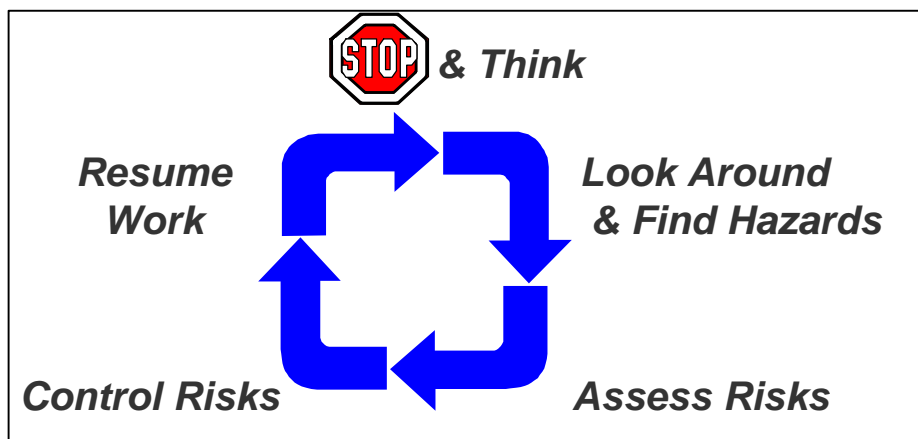 STOP & Think
Look Around
& Find Hazards
Assess Risks
Control Risks
Resume
Work